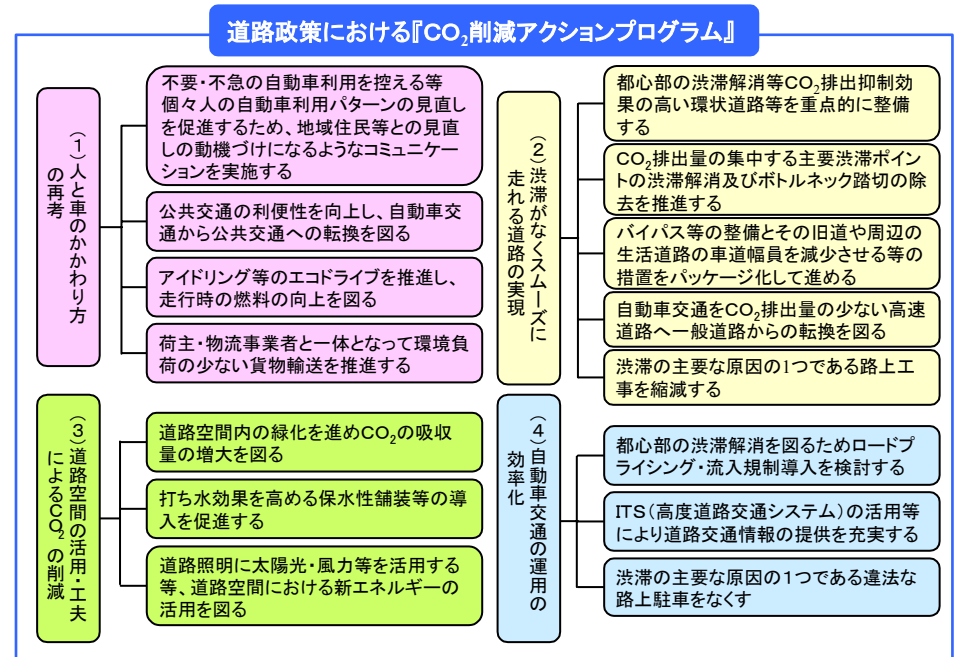 道路政策における『CO₂削減アクションプログラム』
(1)人と車のかかわり方
の再考
不要・不急の自動車利用を控える等
個々人の自動車利用パターンの見直し
を促進するため、地域住民等との見直
しの動機づけになるようなコミュニケー
ションを実施する
公共交通の利便性を向上し、自動車交
通から公共交通への転換を図る
アイドリング等のエコドライブを推進し、
走行時の燃料の向上を図る
荷主・物流事業者と一体となって環境負
荷の少ない貨物輸送を推進する
(2)渋滞がなくスムーズに
走れる道路の実現
都心部の渋滞解消等CO₂排出抑制効
果の高い環状道路等を重点的に整備
する
CO₂排出量の集中する主要渋滞ポイン
トの渋滞解消及びボトルネック踏切の除
去を推進する
バイパス等の整備とその旧道や周辺の
生活道路の車道幅員を減少させる等の
措置をパッケージ化して進める
自動車交通をCO₂排出量の少ない高速
道路へ一般道路からの転換を図る
渋滞の主要な原因の1つである路上工
事を縮減する
(3)道路空間の活用・工夫
によるCO₂の削減
道路空間内の緑化を進めCO₂の吸収
量の増大を図る
打ち水効果を高める保水性舗装等の導
入を促進する
道路照明に太陽光・風力等を活用する
等、道路空間における新エネルギーの
活用を図る
(4)自動車交通の運用の
効率化
都心部の渋滞解消を図るためロードプ
ライシング・流入規制導入を検討する
ITS(高度道路交通システム)の活用等
により道路交通情報の提供を充実する
渋滞の主要な原因の1つである違法な
路上駐車をなくす